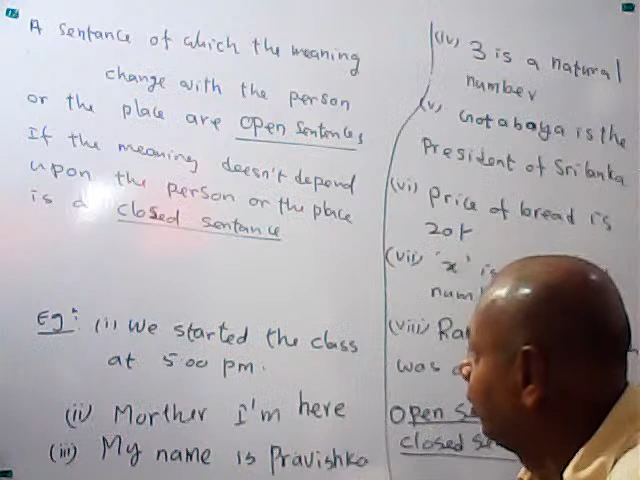 A sentance of which the meaning
change with the person
or the place are open sentences
If the meaning doesn't depend
upon the person or the place
is a closed sentance
Eg: (i) We started the class
at 5.00 pm.
(ii) Morther I'm here
(iii) My name is Pravishka
(iv) 3 is a natural
number
(v) Gotabaya is the
President of Srilanka
(vi) price of bread is
(vii) 'x' is
(viii)
was
open
closed